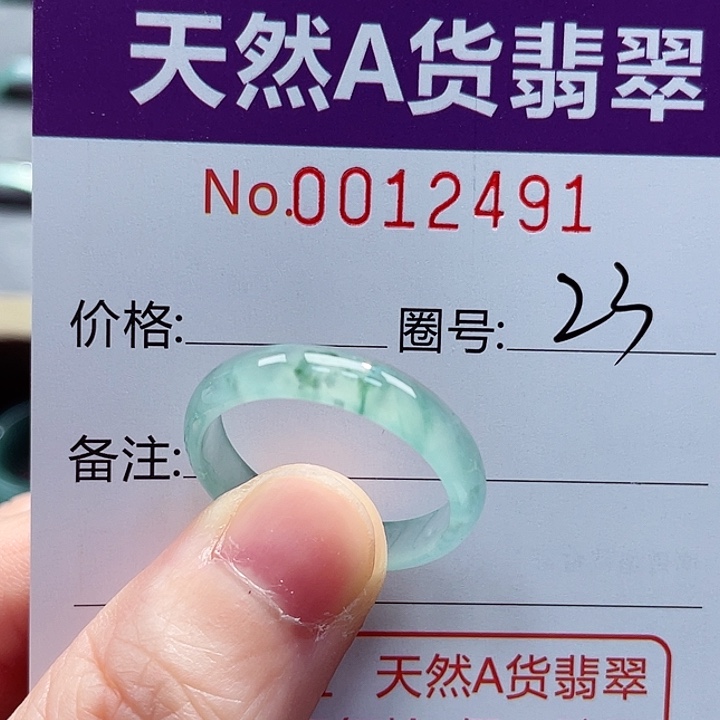 天然A货翡翠
No.0012491
价格: 圈号: 23
备注:
天然A货翡翠